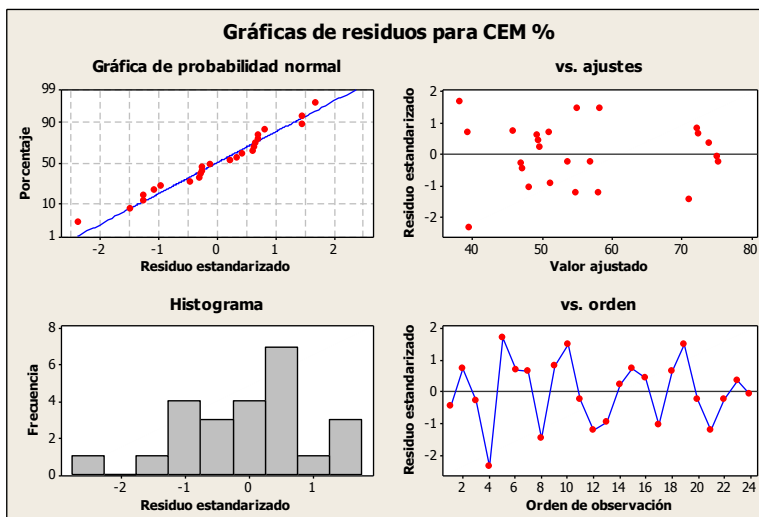 Gráficas de residuos para CEM %
Gráfica de probabilidad normal
Porcentaje
99
90
50
10
1
-2 -1 0 1 2
Residuo estandarizado
vs. ajustes
Residuo estandarizado
2
1
0
-1
-2
40 50 60 70 80
Valor ajustado
Histograma
Frecuencia
8
6
4
2
0
-2 -1 0 1
Residuo estandarizado
vs. orden
Residuo estandarizado
2
1
0
-1
-2
2 4 6 8 10 12 14 16 18 20 22 24
Orden de observación